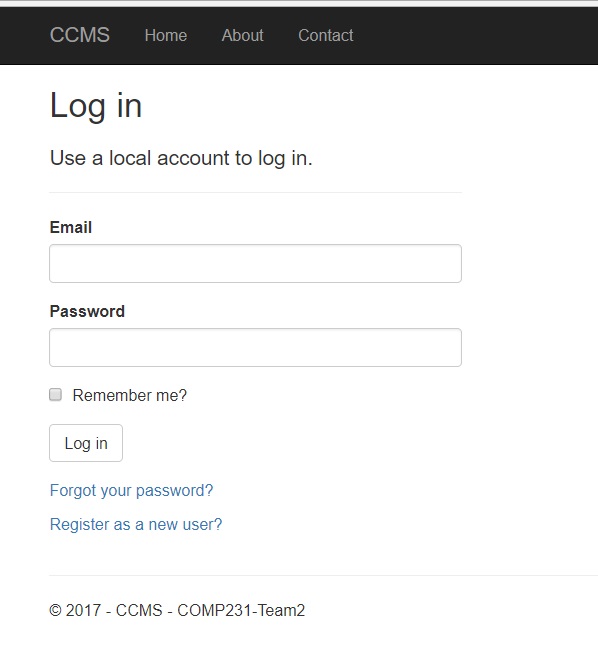 CCMS Home About Contact
Log in
Use a local account to log in.
Email
Password
Remember me?
Log in
Forgot your password?
Register as a new user?
© 2017 - CCMS - COMP231-Team2